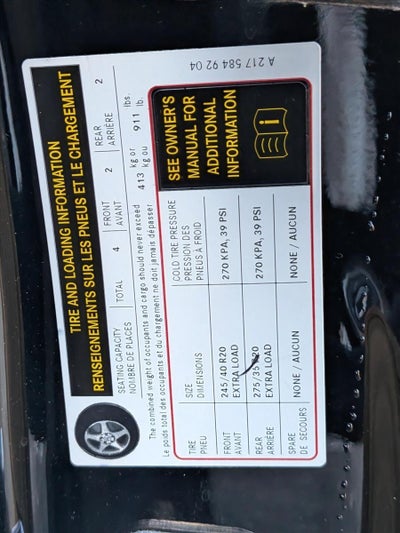 TIRE AND LOADING INFORMATION
RENSEIGNEMENTS SUR LES PNEUS ET LE CHARGEMENT
SEATING CAPACITY TOTAL 4 FRONT 2 REAR 2
NOMBRE DE PLACES AVANT ARRIÈRE
The combined weight of occupants and cargo should never exceed 413 kg or 911 lbs.
Le poids total des occupants et du chargement ne doit jamais dépasser kg ou lb.
TIRE SIZE COLD TIRE PRESSURE
PNEU DIMENSIONS PRESSION DES
PNEUS À FROID
FRONT 245/40 R20 270 KPA, 39 PSI
AVANT EXTRA LOAD
REAR 275/35 R20 270 KPA, 39 PSI
ARRIÈRE EXTRA LOAD
SPARE NONE / AUCUN NONE / AUCUN
DE SECOURS
SEE OWNER'S
MANUAL FOR
ADDITIONAL
INFORMATION
A 217 584 92 04